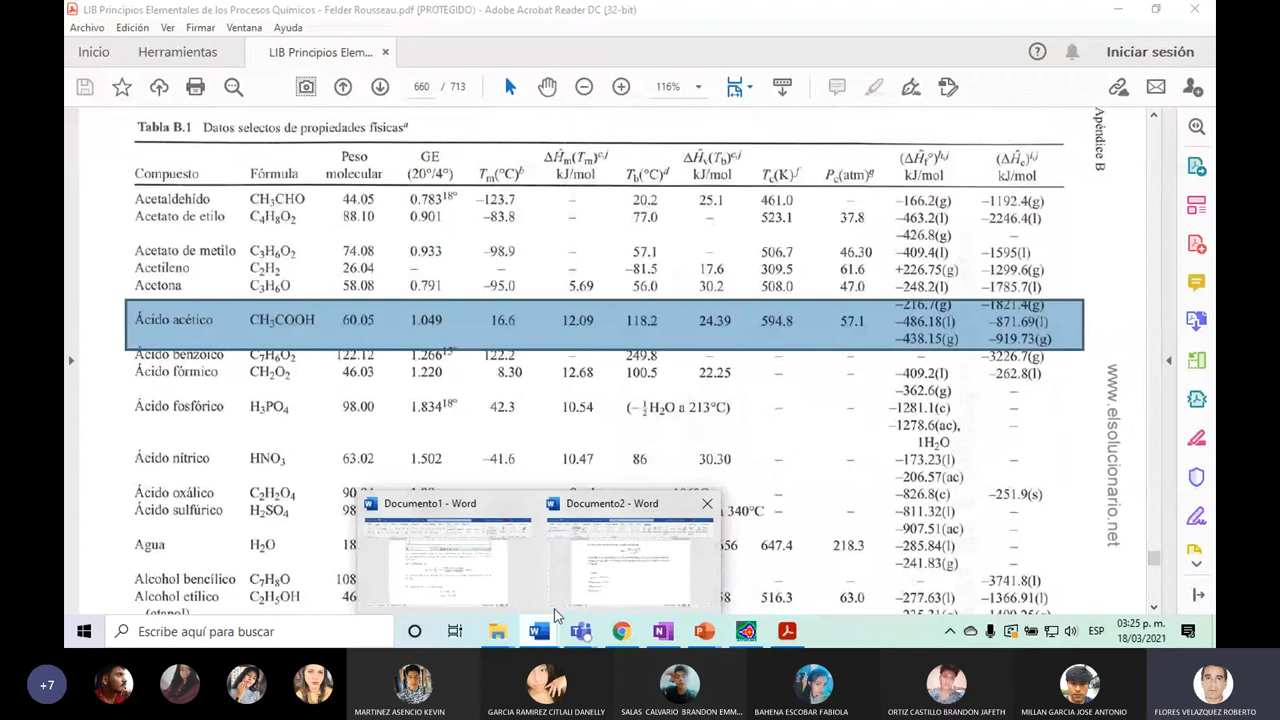 LIB Principios Elementales de los Procesos Químicos - Felder Rousseau.pdf (PROTEGIDO) - Adobe Acrobat Reader DC (32-bit)
Archivo Edición Ver Firmar Ventana Ayuda
Inicio Herramientas LIB Principios Elem... × Iniciar sesión
660 / 713 116%
Tabla B.1 Datos selectos de propiedades físicasᵃ
Apéndice B
Compuesto Fórmula Peso molecular GE (20°/4°) Tm(°C)ᵇ ΔĤm(Tm)ᶜ·ʲ kJ/mol Tb(°C)ᵈ ΔĤv(Tb)ᵉ·ʲ kJ/mol Tc(K)ᶠ Pc(atm)ᵍ (ΔĤf°)ʰ·ʲ kJ/mol (ΔĤc)ⁱ·ʲ kJ/mol
Acetaldehído CH₃CHO 44.05 0.783¹⁸° −123.7 – 20.2 25.1 461.0 – −166.2(g) −1192.4(g)
Acetato de etilo C₄H₈O₂ 88.10 0.901 −83.8 – 77.0 – 523.1 37.8 −463.2(l) −2246.4(l)
−426.8(g) –
Acetato de metilo C₃H₆O₂ 74.08 0.933 −98.9 – 57.1 – 506.7 46.30 −409.4(l) −1595(l)
Acetileno C₂H₂ 26.04 – – – −81.5 17.6 309.5 61.6 +226.75(g) −1299.6(g)
Acetona C₃H₆O 58.08 0.791 −95.0 5.69 56.0 30.2 508.0 47.0 −248.2(l) −1785.7(l)
−216.7(g) −1821.4(g)
Ácido acético CH₃COOH 60.05 1.049 16.6 12.09 118.2 24.39 594.8 57.1 −486.18(l) −871.69(l)
−438.15(g) −919.73(g)
Ácido benzoico C₇H₆O₂ 122.12 1.266¹⁵° 122.2 – 249.8 – – – – −3226.7(g)
Ácido fórmico CH₂O₂ 46.03 1.220 8.30 12.68 100.5 22.25 – – −409.2(l) −262.8(l)
−362.6(g) –
Ácido fosfórico H₃PO₄ 98.00 1.834¹⁸° 42.3 10.54 (−½H₂O a 213°C) – – −1281.1(c) –
−1278.6(ac), –
1H₂O
Ácido nítrico HNO₃ 63.02 1.502 −41.6 10.47 86 30.30 – – −173.23(l) –
−206.57(ac) –
Ácido oxálico C₂H₂O₄ 90 – – −826.8(c) −251.9(s)
Ácido sulfúrico H₂SO₄ 98 340°C – – −811.32(l) –
−907.51(ac) –
Agua H₂O 18 656 647.4 218.3 −285.84(l) –
−241.83(g) –
Alcohol bencílico C₇H₈O 108 – – – −3741.8(l)
Alcohol etílico C₂H₅OH 46 58 516.3 63.0 −277.63(l) −1366.91(l)
(etanol)
www.elsolucionario.net
Documento1 - Word Documento2 - Word
Escribe aquí para buscar
ESP 03:25 p. m.
18/03/2021
+7
MARTINEZ ASENCIO KEVIN GARCIA RAMIREZ CITLALI DANELLY SALAS CALVARIO BRANDON EMM... BAHENA ESCOBAR FABIOLA ORTIZ CASTILLO BRANDON JAFETH MILLAN GARCIA JOSE ANTONIO FLORES VELAZQUEZ ROBERTO